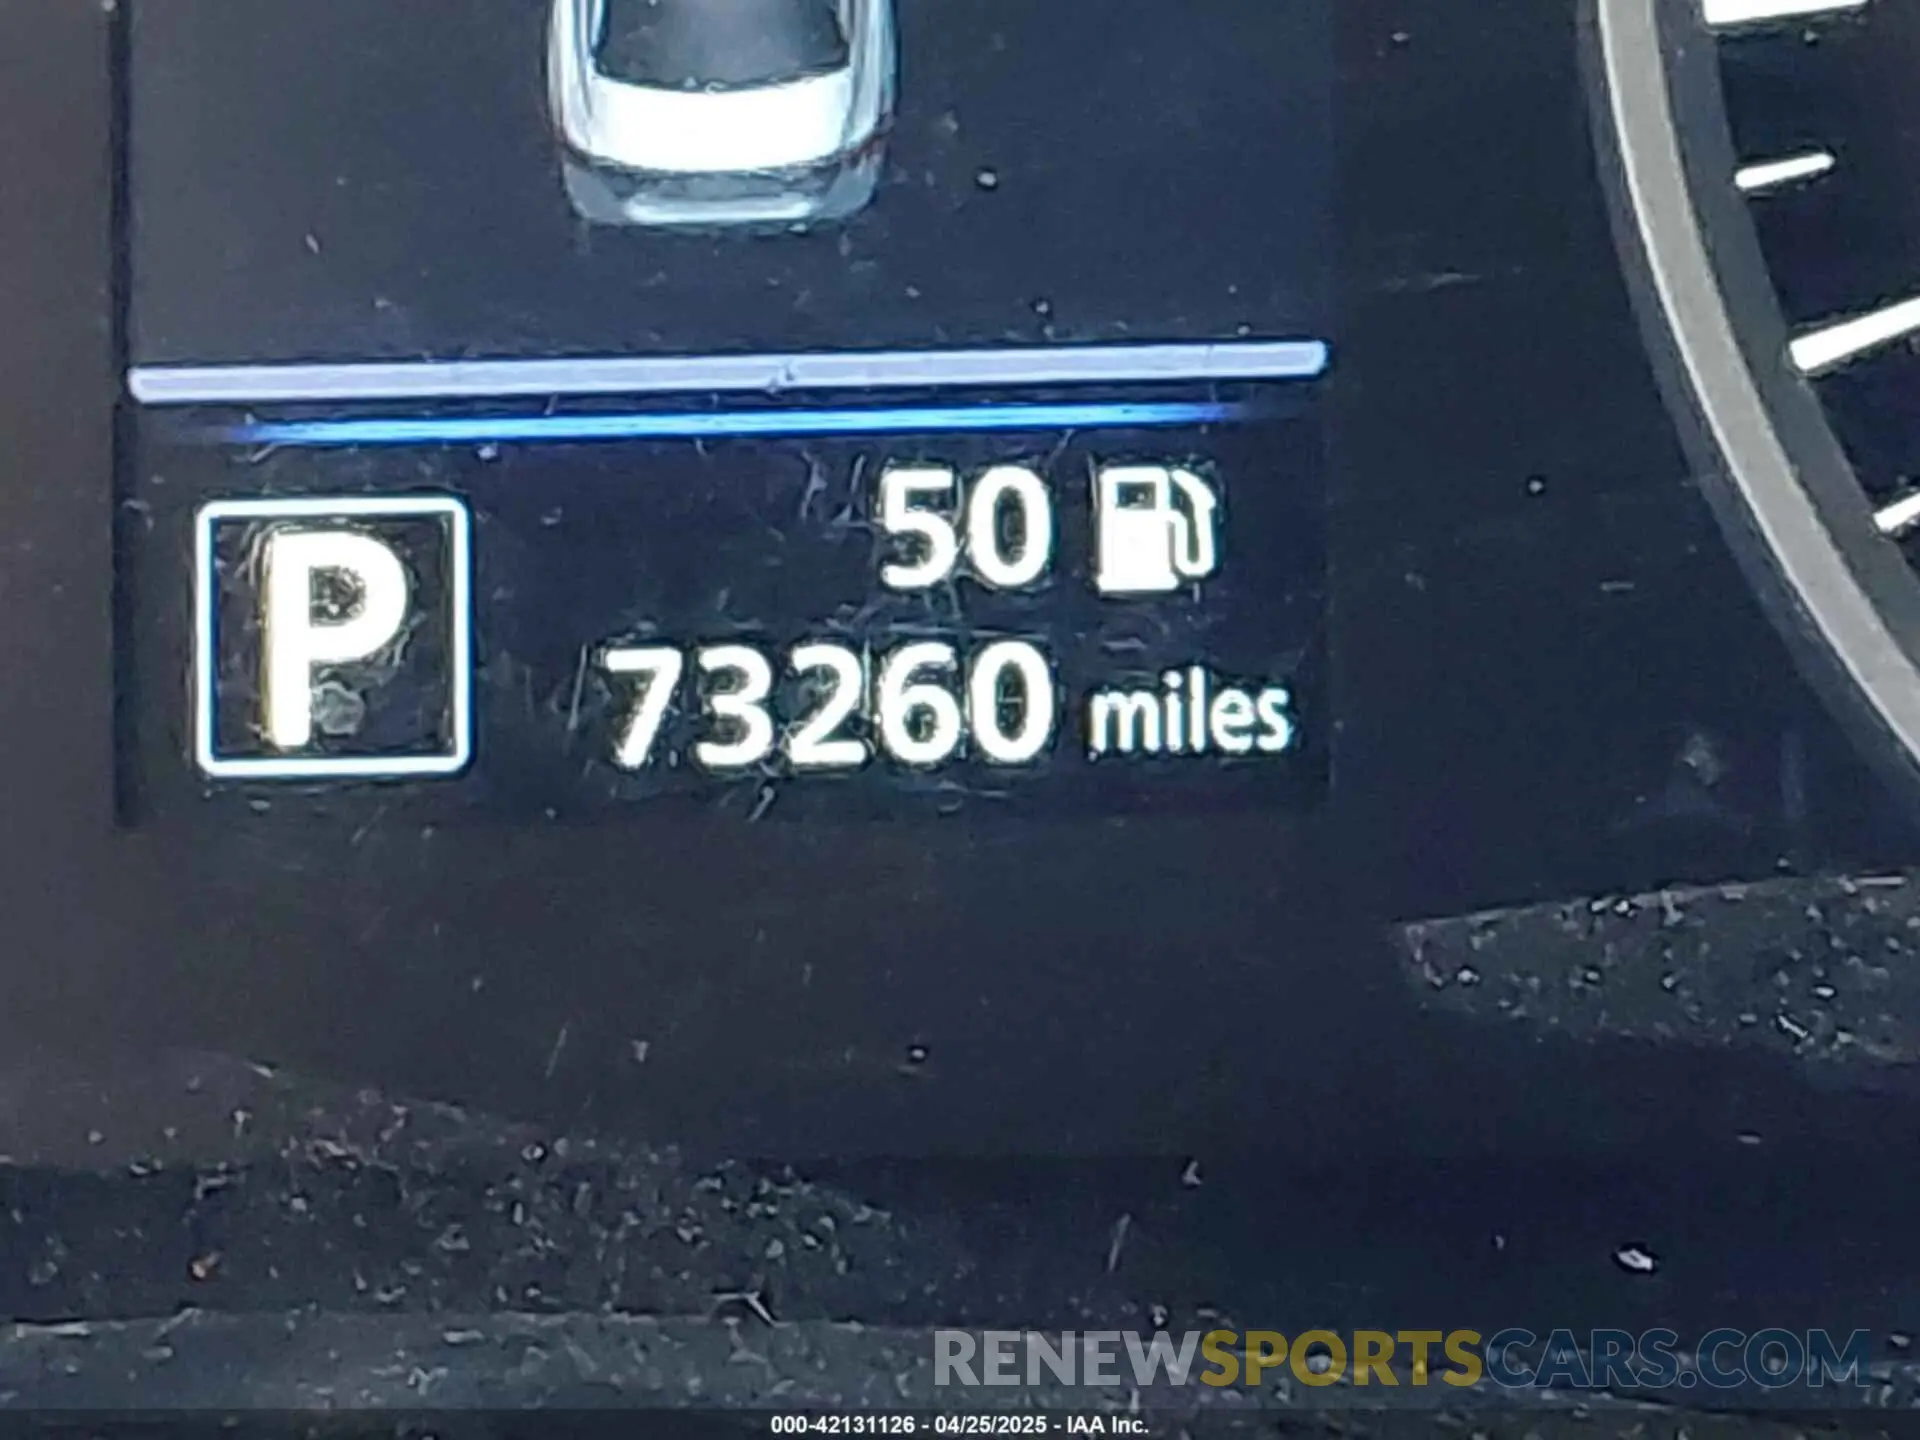 50
P
73260 miles
RENEWSPORTSCARS.COM
000-42131126 - 04/25/2025 - IAA Inc.